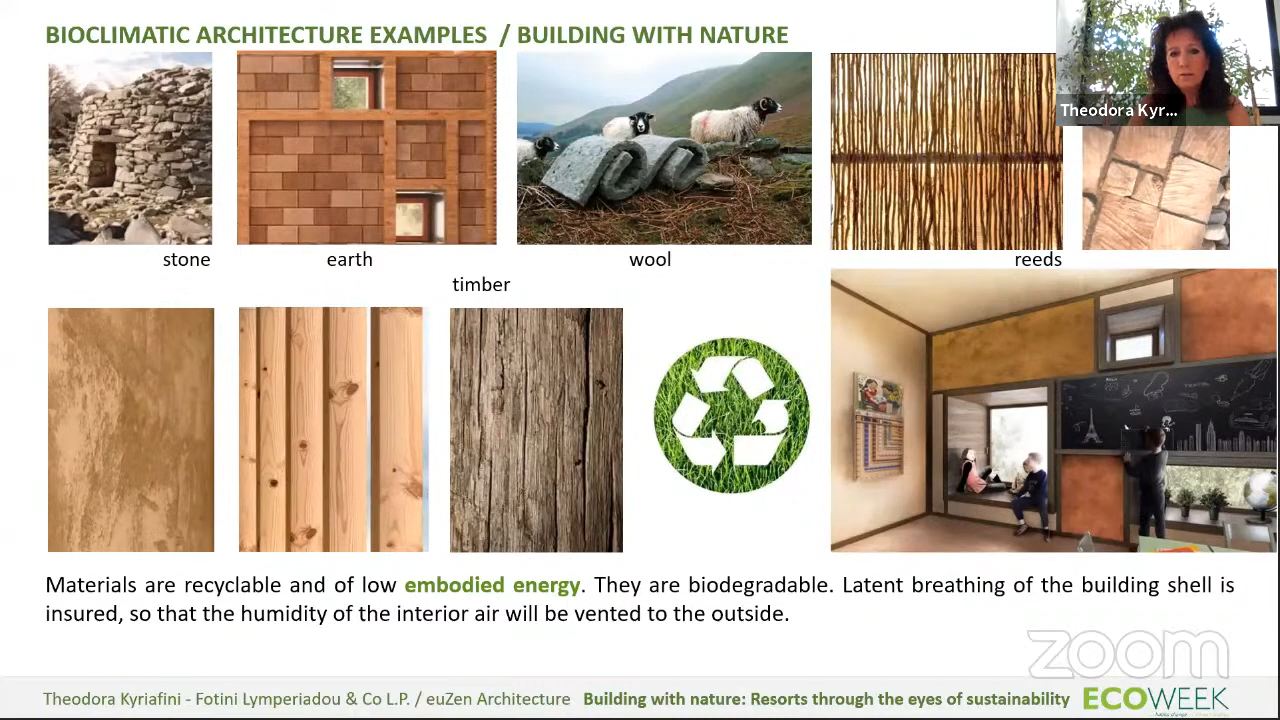 BIOCLIMATIC ARCHITECTURE EXAMPLES / BUILDING WITH NATURE
Theodora Kyr...
stone
earth
wool
reeds
timber
Materials are recyclable and of low embodied energy. They are biodegradable. Latent breathing of the building shell is
insured, so that the humidity of the interior air will be vented to the outside.
zoom
Theodora Kyriafini - Fotini Lymperiadou & Co L.P. / euZen Architecture Building with nature: Resorts through the eyes of sustainability ECOWEEK